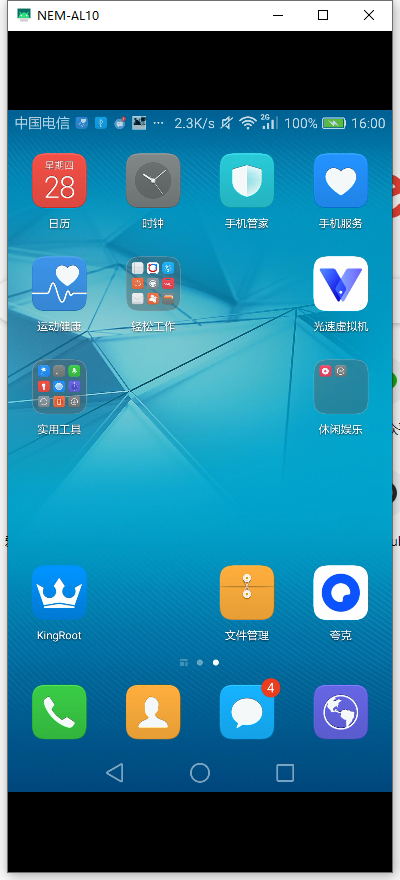 NEM-AL10
中国电信 ··· 2.3K/s 2G 100% 16:00
星期四
28
日历 时钟 手机管家 手机服务
运动健康 轻松工作 光速虚拟机
实用工具 休闲娱乐
KingRoot 文件管理 夸克
4